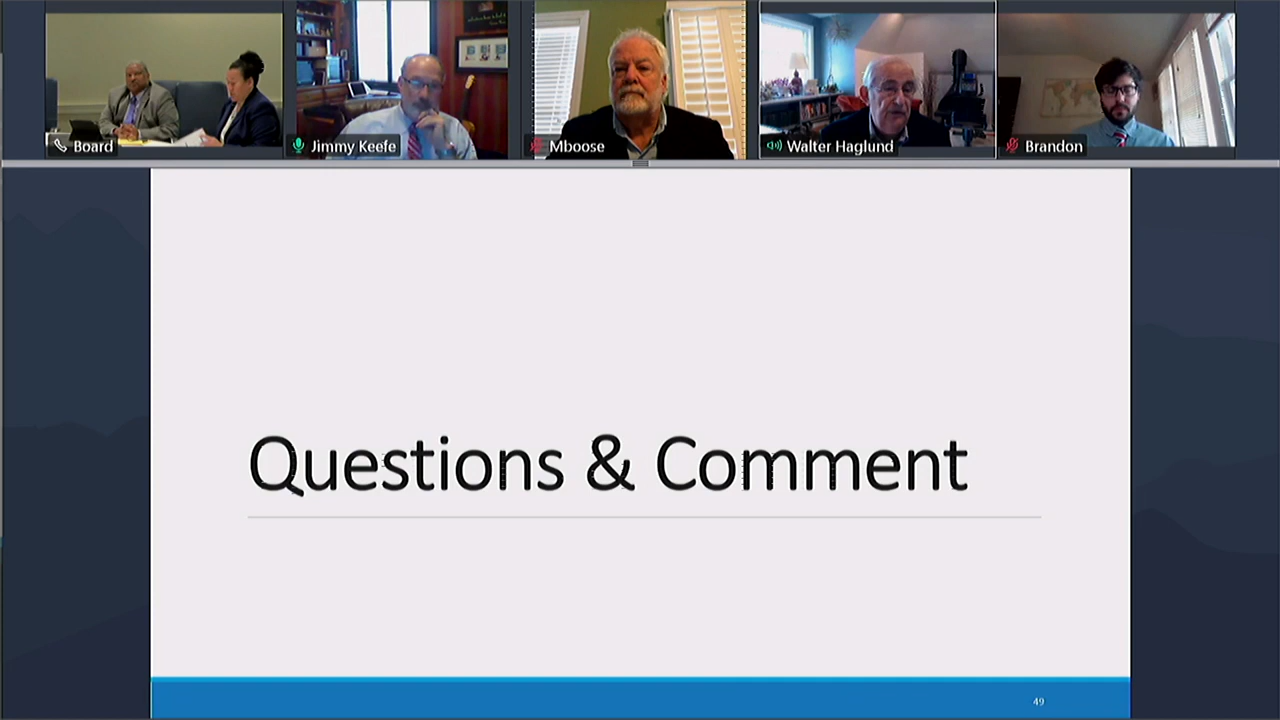 Board
Jimmy Keefe
Mboose
Walter Haglund
Brandon
Questions & Comment
49